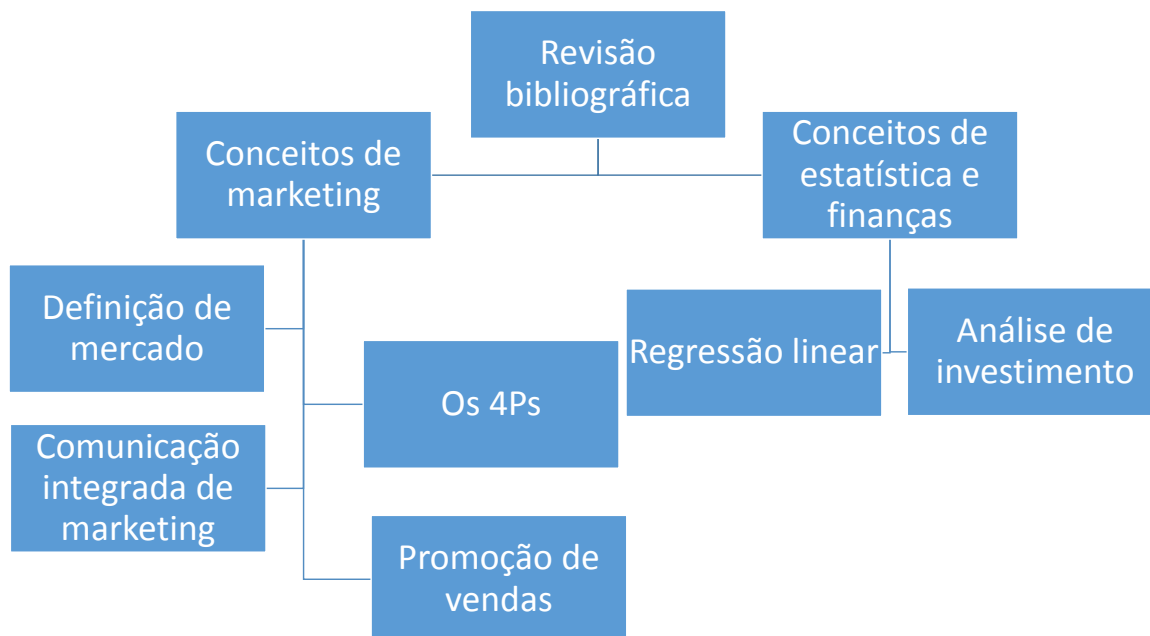 Revisão
bibliográfica
Conceitos de
marketing
Conceitos de
estatística e
finanças
Definição de
mercado
Os 4Ps
Comunicação
integrada de
marketing
Promoção de
vendas
Regressão linear
Análise de
investimento